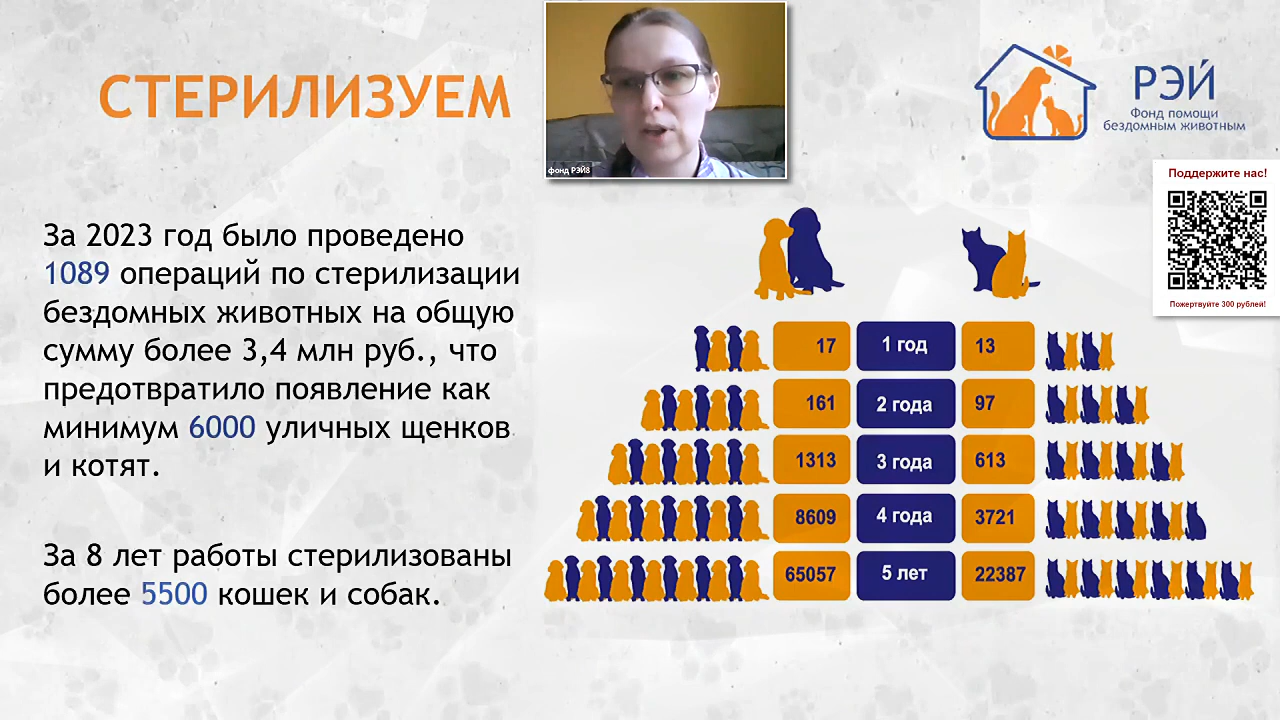 СТЕРИЛИЗУЕМ
фонд РЭЙ8
РЭЙ
Фонд помощи
бездомным животным
Поддержите нас!
Пожертвуйте 300 рублей!
За 2023 год было проведено
1089 операций по стерилизации
бездомных животных на общую
сумму более 3,4 млн руб., что
предотвратило появление как
минимум 6000 уличных щенков
и котят.
За 8 лет работы стерилизованы
более 5500 кошек и собак.
17 1 год 13
161 2 года 97
1313 3 года 613
8609 4 года 3721
65057 5 лет 22387